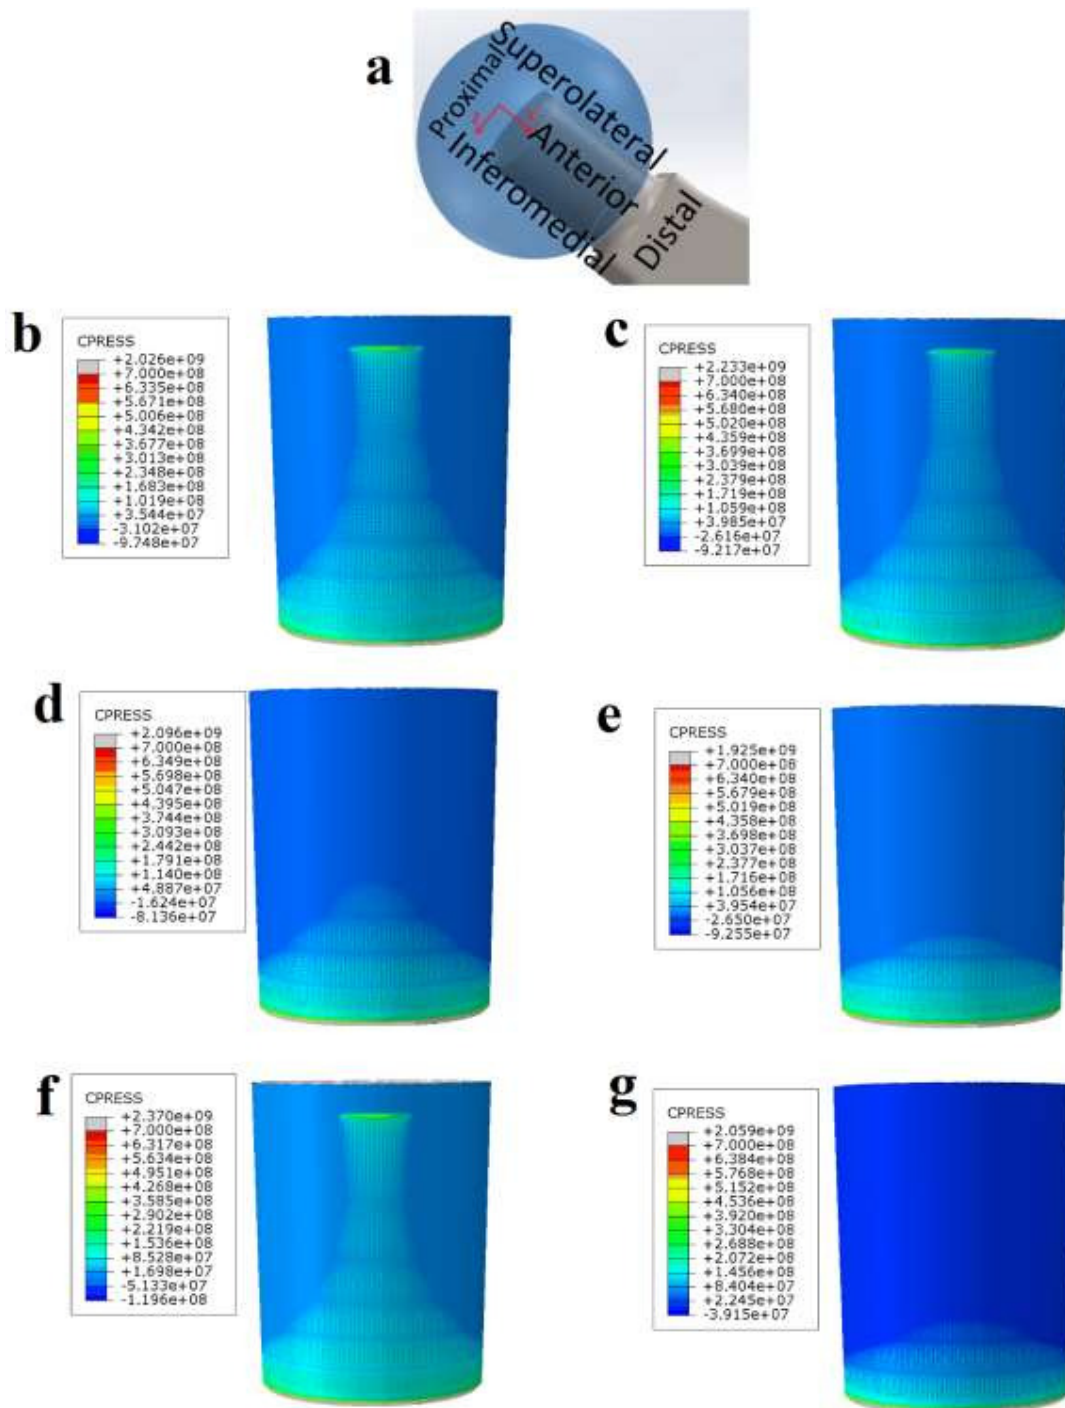 a
Superolateral
Proximal
Anterior
Inferomedial
Distal
b
CPRESS
+2.026e+09
+7.000e+08
+6.335e+08
+5.671e+08
+5.006e+08
+4.342e+08
+3.677e+08
+3.013e+08
+2.348e+08
+1.683e+08
+1.019e+08
+3.544e+07
-3.102e+07
-9.748e+07
c
CPRESS
+2.233e+09
+7.000e+08
+6.340e+08
+5.680e+08
+5.020e+08
+4.359e+08
+3.699e+08
+3.039e+08
+2.379e+08
+1.719e+08
+1.059e+08
+3.985e+07
-2.616e+07
-9.217e+07
d
CPRESS
+2.096e+09
+7.000e+08
+6.349e+08
+5.698e+08
+5.047e+08
+4.395e+08
+3.744e+08
+3.093e+08
+2.442e+08
+1.791e+08
+1.140e+08
+4.887e+07
-1.624e+07
-8.136e+07
e
CPRESS
+1.925e+09
+7.000e+08
+6.340e+08
+5.679e+08
+5.019e+08
+4.358e+08
+3.698e+08
+3.037e+08
+2.377e+08
+1.716e+08
+1.056e+08
+3.954e+07
-2.650e+07
-9.255e+07
f
CPRESS
+2.370e+09
+7.000e+08
+6.317e+08
+5.634e+08
+4.951e+08
+4.268e+08
+3.585e+08
+2.902e+08
+2.219e+08
+1.536e+08
+8.528e+07
+1.698e+07
-5.133e+07
-1.196e+08
g
CPRESS
+2.059e+09
+7.000e+08
+6.384e+08
+5.768e+08
+5.152e+08
+4.536e+08
+3.920e+08
+3.304e+08
+2.688e+08
+2.072e+08
+1.456e+08
+8.404e+07
+2.245e+07
-3.915e+07